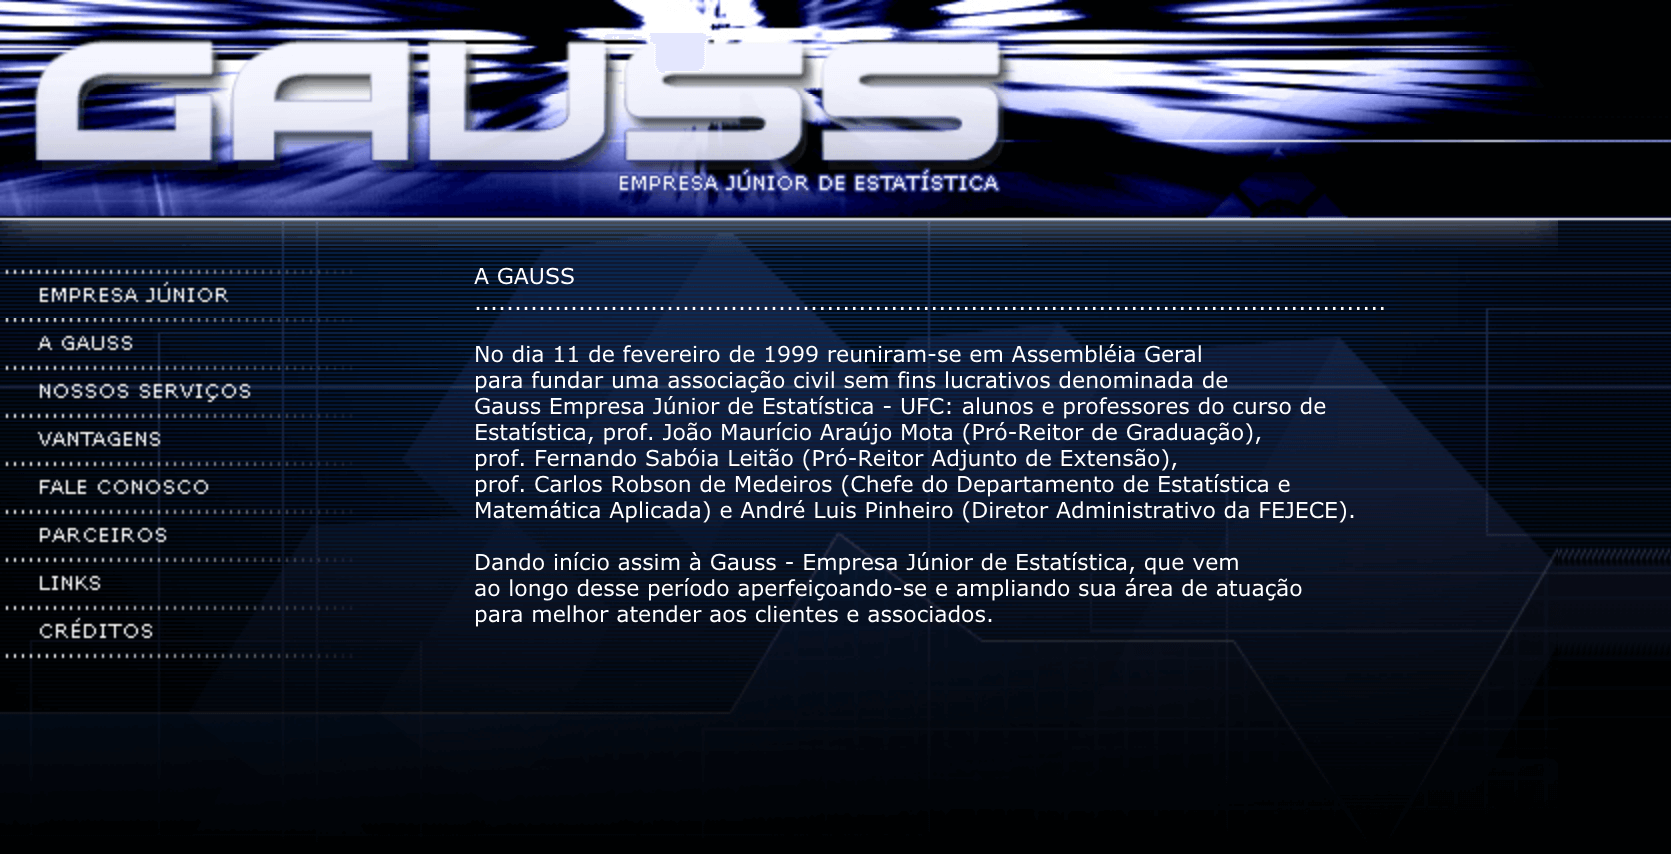 GAUSS
EMPRESA JÚNIOR DE ESTATÍSTICA
EMPRESA JÚNIOR
A GAUSS
NOSSOS SERVIÇOS
VANTAGENS
FALE CONOSCO
PARCEIROS
LINKS
CRÉDITOS
A GAUSS
No dia 11 de fevereiro de 1999 reuniram-se em Assembléia Geral
para fundar uma associação civil sem fins lucrativos denominada de
Gauss Empresa Júnior de Estatística - UFC: alunos e professores do curso de
Estatística, prof. João Maurício Araújo Mota (Pró-Reitor de Graduação),
prof. Fernando Sabóia Leitão (Pró-Reitor Adjunto de Extensão),
prof. Carlos Robson de Medeiros (Chefe do Departamento de Estatística e
Matemática Aplicada) e André Luis Pinheiro (Diretor Administrativo da FEJECE).
Dando início assim à Gauss - Empresa Júnior de Estatística, que vem
ao longo desse período aperfeiçoando-se e ampliando sua área de atuação
para melhor atender aos clientes e associados.